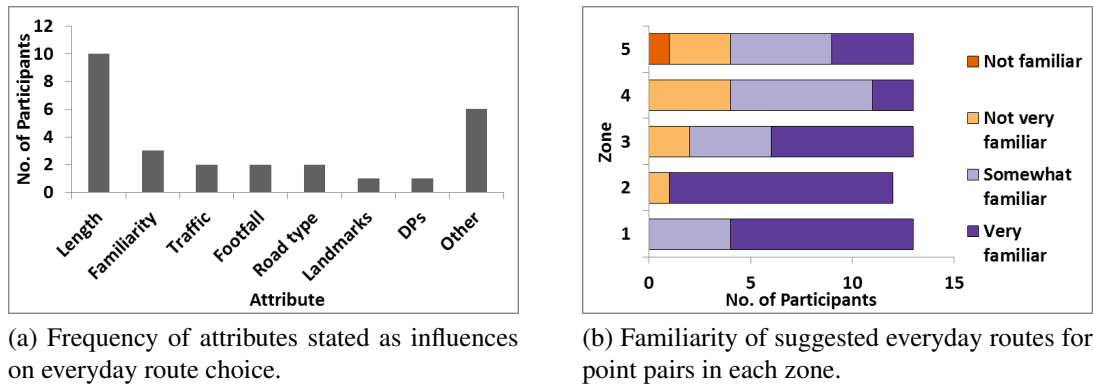 12
10
8
6
4
2
0
No. of Participants
Length
Familiarity
Traffic
Footfall
Road type
Landmarks
DPs
Other
Attribute
(a) Frequency of attributes stated as influences
on everyday route choice.
5
4
3
2
1
Zone
0 5 10 15
No. of Participants
Not familiar
Not very
familiar
Somewhat
familiar
Very
familiar
(b) Familiarity of suggested everyday routes for
point pairs in each zone.